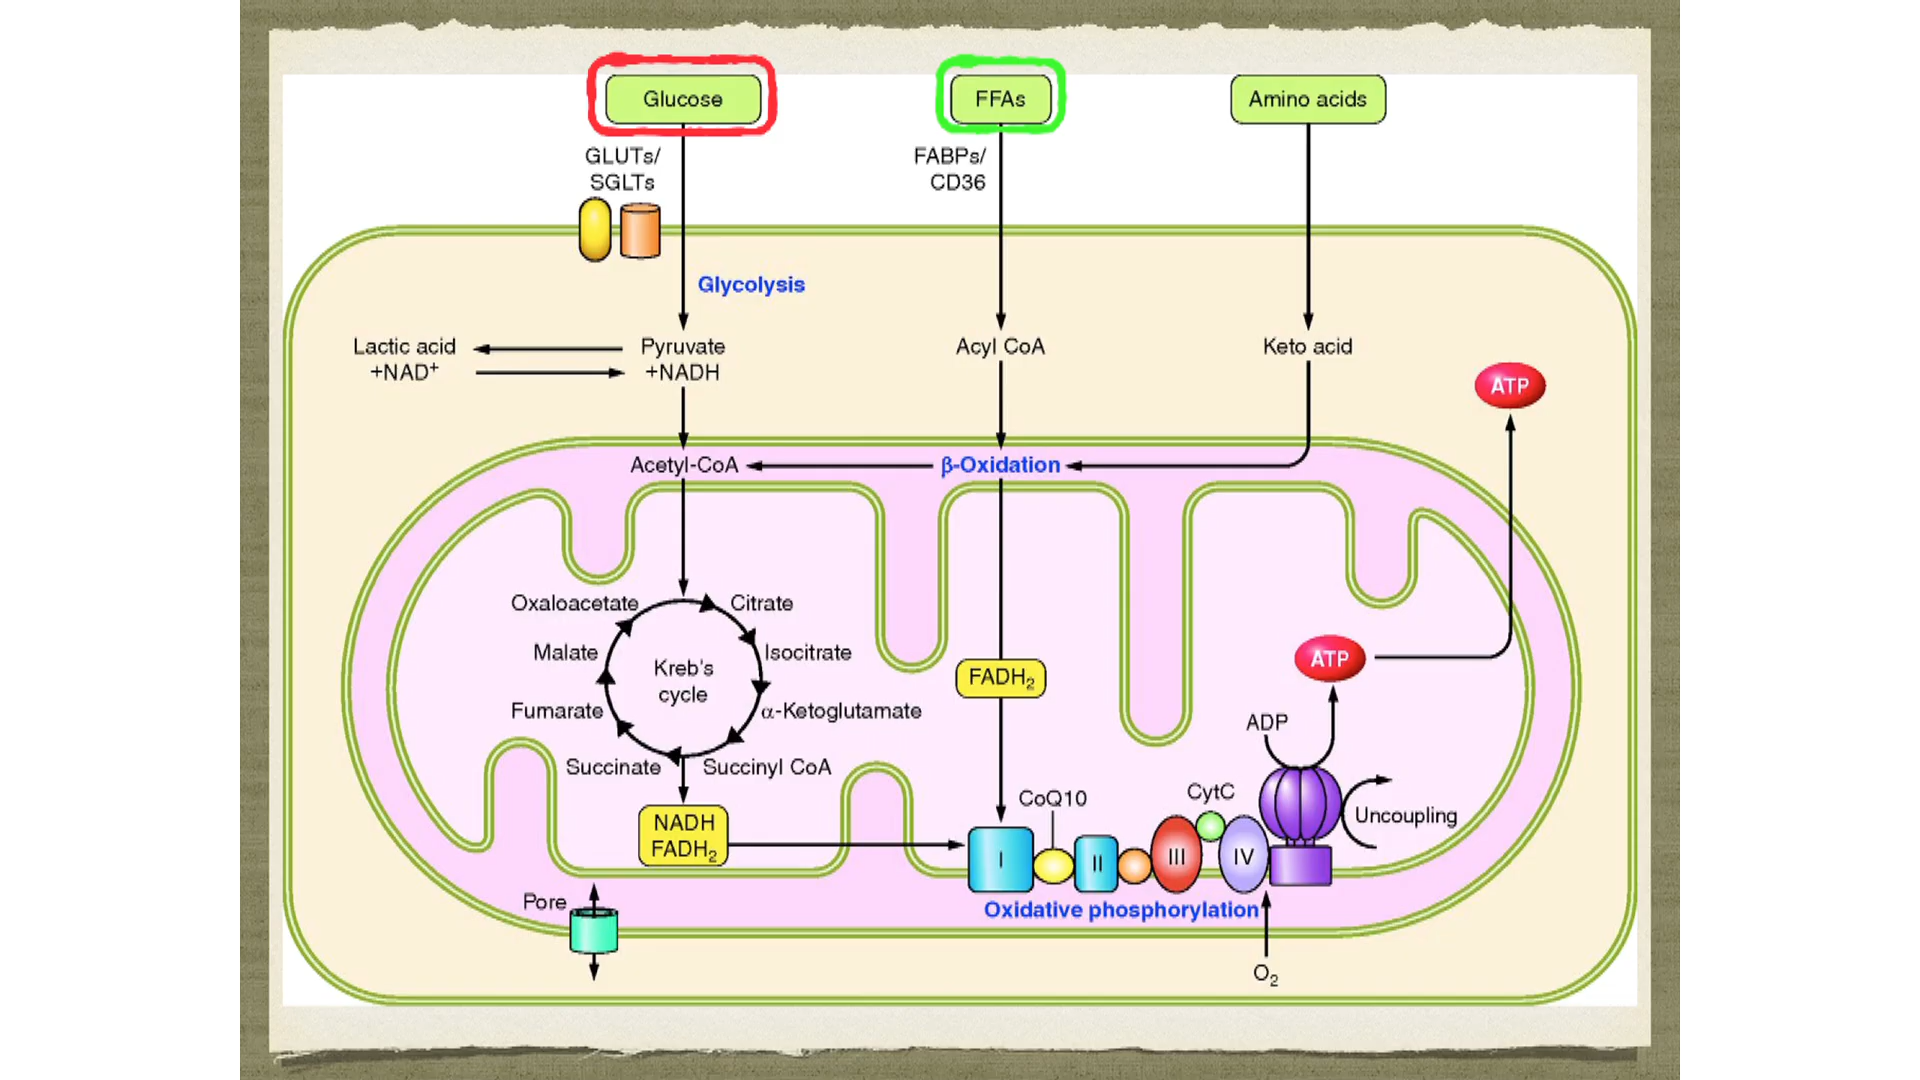 Glucose
FFAs
Amino acids
GLUTs/
SGLTs
FABPs/
CD36
Glycolysis
Lactic acid
+NAD⁺
Pyruvate
+NADH
Acyl CoA
Keto acid
ATP
Acetyl-CoA
β-Oxidation
Oxaloacetate
Citrate
Malate
Isocitrate
Kreb's
cycle
Fumarate
α-Ketoglutamate
Succinate
Succinyl CoA
FADH₂
ATP
ADP
NADH
FADH₂
CoQ10
CytC
Uncoupling
I
II
III
IV
Pore
Oxidative phosphorylation
O₂